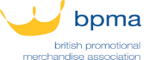 bpma
british promotional
merchandise association